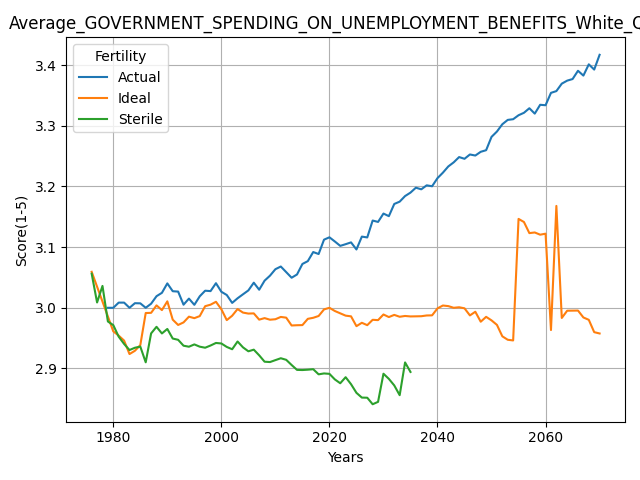 Average_GOVERNMENT_SPENDING_ON_UNEMPLOYMENT_BENEFITS_White_
Fertility
Actual
Ideal
Sterile
Score(1-5)
3.4
3.3
3.2
3.1
3.0
2.9
1980 2000 2020 2040 2060
Years